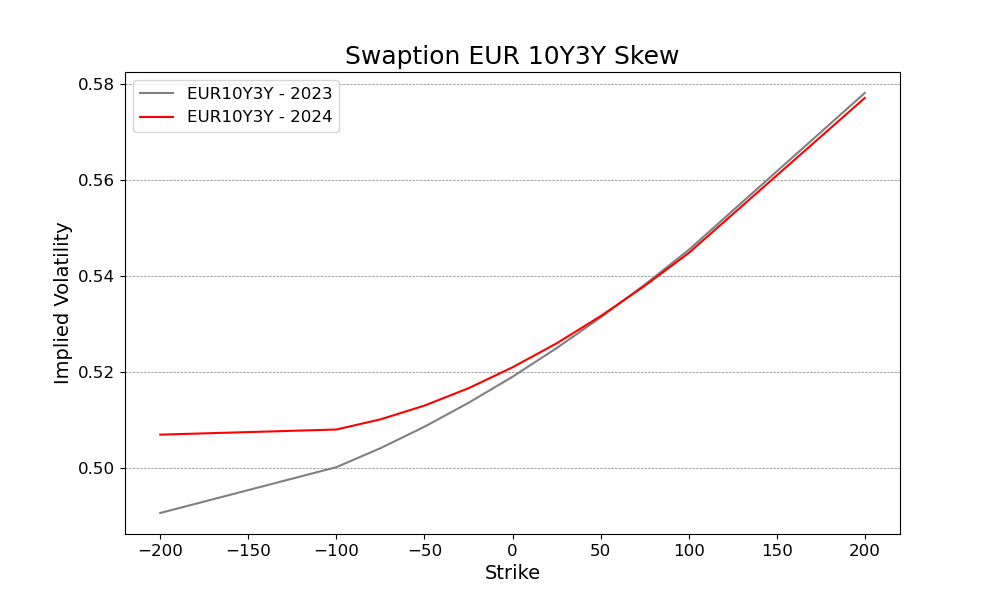 Swaption EUR 10Y3Y Skew
EUR10Y3Y - 2023
EUR10Y3Y - 2024
Implied Volatility
0.58
0.56
0.54
0.52
0.50
−200 −150 −100 −50 0 50 100 150 200
Strike